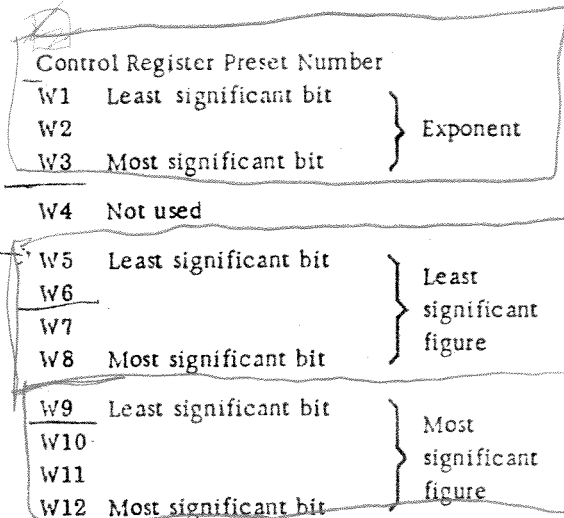 Control Register Preset Number
W1 Least significant bit
W2
Exponent
W3 Most significant bit
W4 Not used
W5 Least significant bit
W6
W7
W8 Most significant bit
Least
significant
figure
W9 Least significant bit
W10
W11
W12 Most significant bit
Most
significant
figure